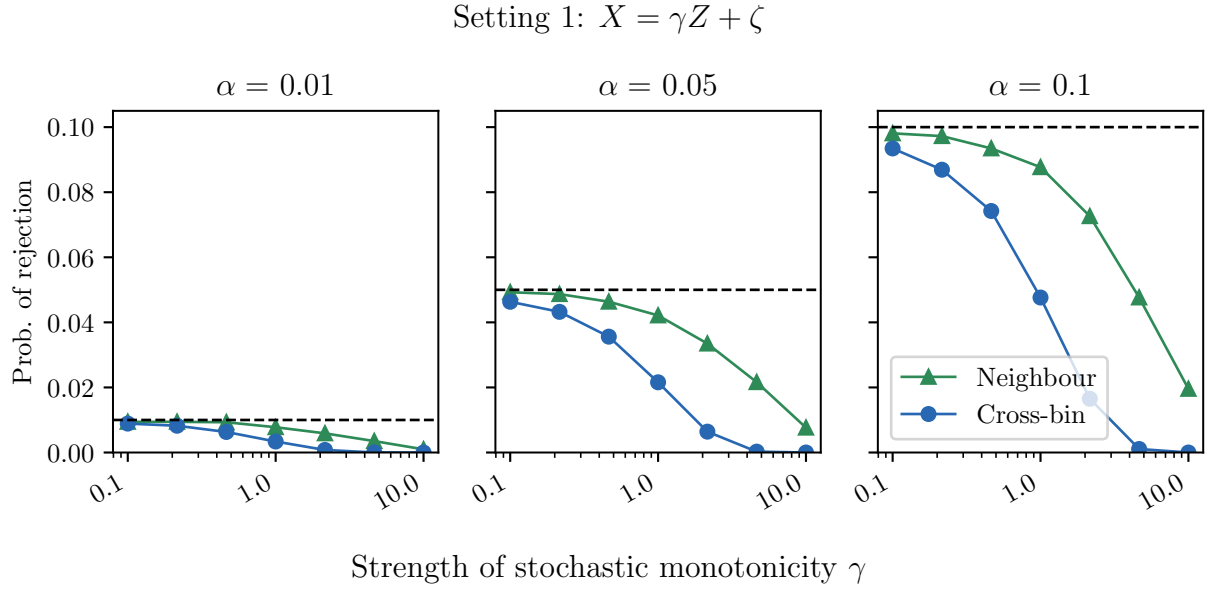 Setting 1: X = γZ + ζ
α = 0.01
α = 0.05
α = 0.1
Prob. of rejection
0.10
0.08
0.06
0.04
0.02
0.00
0.1
1.0
10.0
0.1
1.0
10.0
0.1
1.0
10.0
Neighbour
Cross-bin
Strength of stochastic monotonicity γ